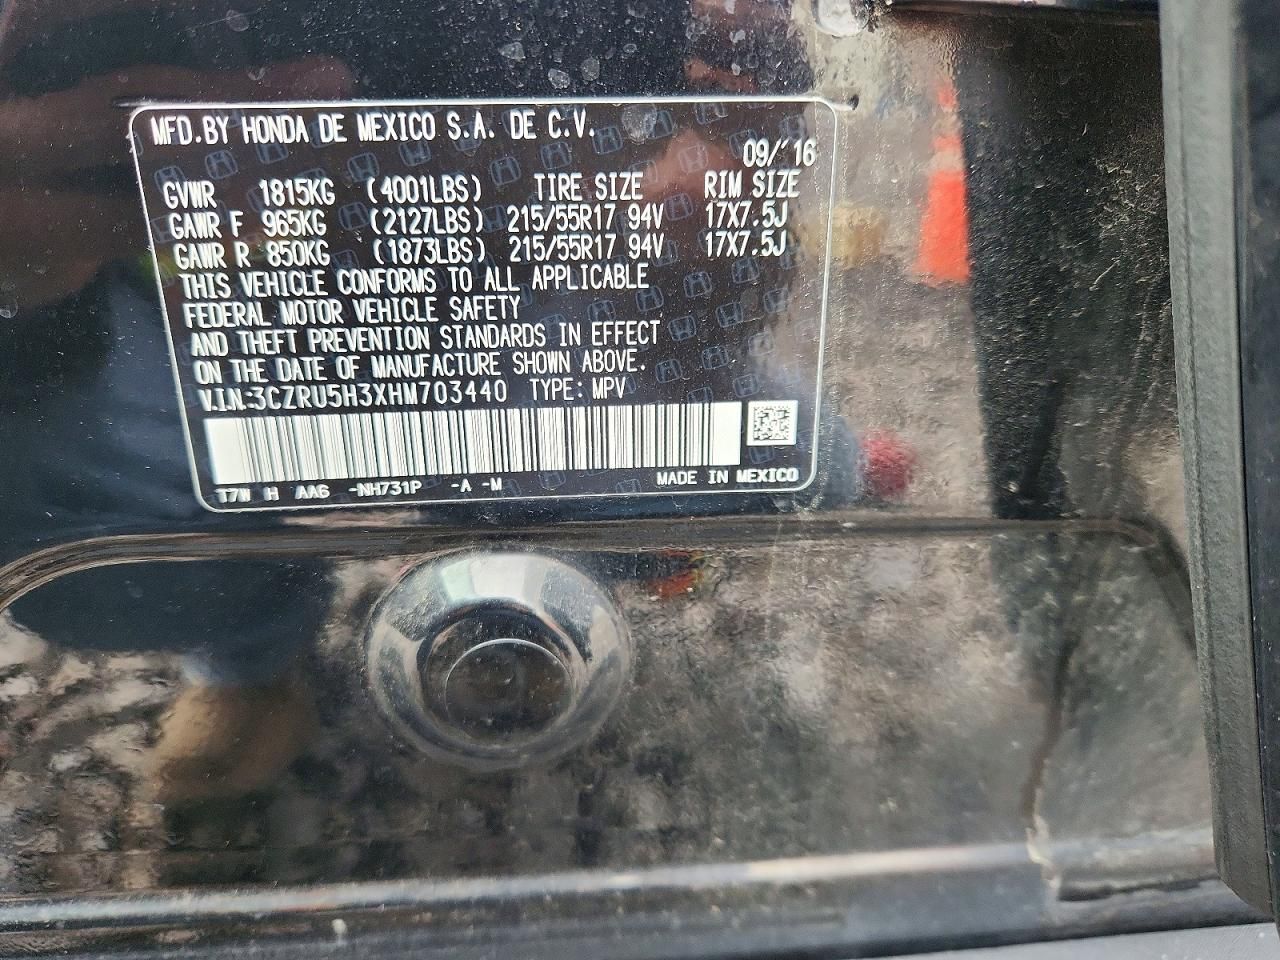 MFD.BY HONDA DE MEXICO S.A. DE C.V.
09/'16
GVWR 1815KG (4001LBS) TIRE SIZE RIM SIZE
GAWR F 965KG (2127LBS) 215/55R17 94V 17X7.5J
GAWR R 850KG (1873LBS) 215/55R17 94V 17X7.5J
THIS VEHICLE CONFORMS TO ALL APPLICABLE
FEDERAL MOTOR VEHICLE SAFETY
AND THEFT PREVENTION STANDARDS IN EFFECT
ON THE DATE OF MANUFACTURE SHOWN ABOVE.
V.I.N:3CZRU5H3XHM703440 TYPE: MPV
T7W H AA6 -NH731P -A -M MADE IN MEXICO